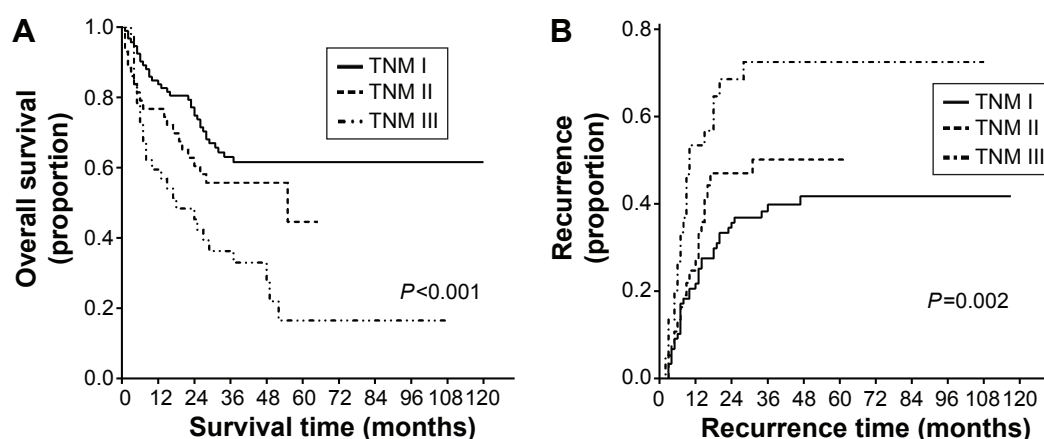 A
Overall survival
(proportion)
1.0
0.8
0.6
0.4
0.2
0.0
TNM I
TNM II
TNM III
P<0.001
0 12 24 36 48 60 72 84 96 108 120
Survival time (months)
B
Recurrence
(proportion)
0.8
0.6
0.4
0.2
0.0
TNM I
TNM II
TNM III
P=0.002
0 12 24 36 48 60 72 84 96 108 120
Recurrence time (months)